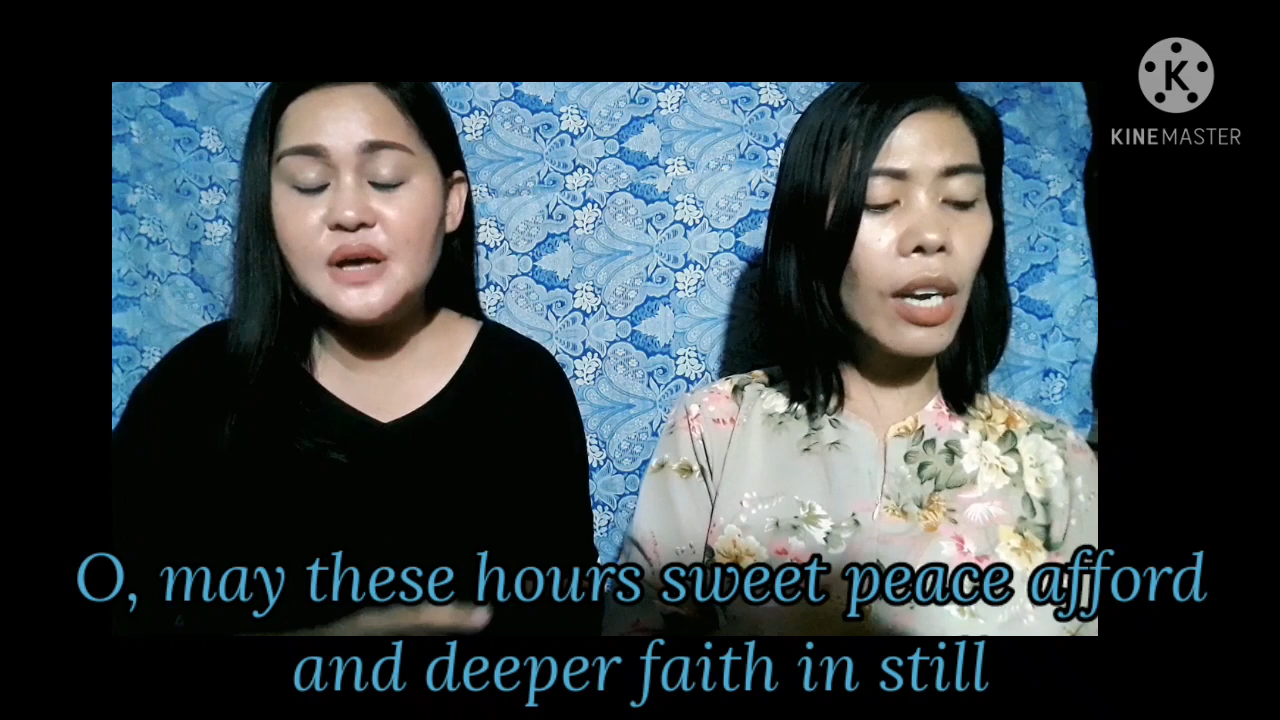 KINEMASTER
O, may these hours sweet peace afford
and deeper faith in still